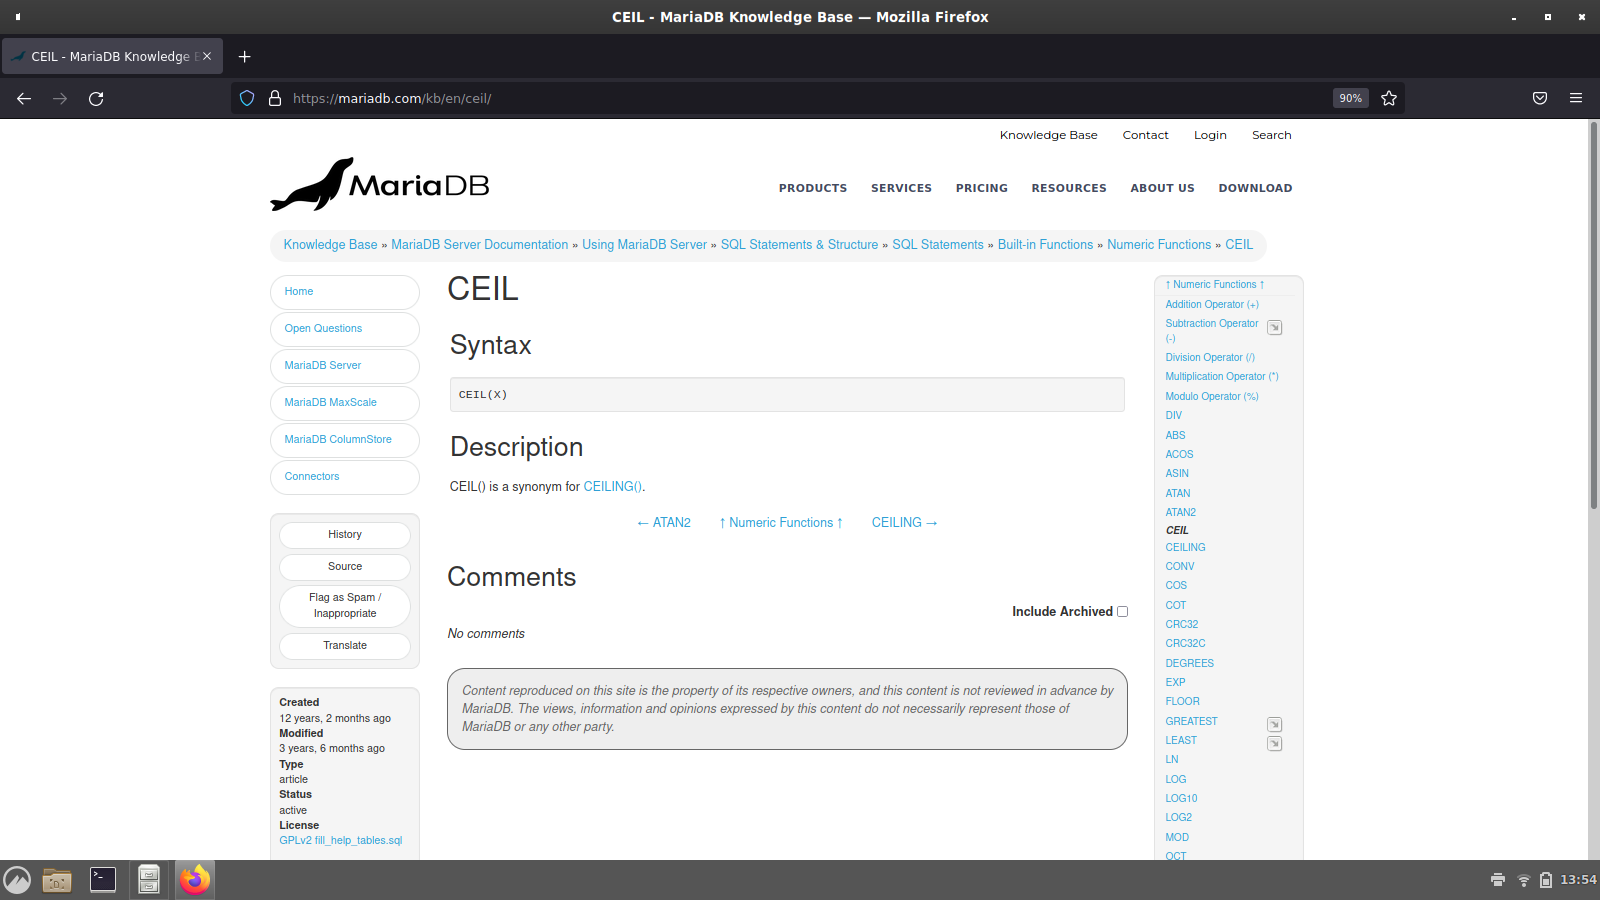 CEIL - MariaDB Knowledge Base — Mozilla Firefox
CEIL - MariaDB Knowledge
https://mariadb.com/kb/en/ceil/
90%
Knowledge Base Contact Login Search
MariaDB
PRODUCTS SERVICES PRICING RESOURCES ABOUT US DOWNLOAD
Knowledge Base » MariaDB Server Documentation » Using MariaDB Server » SQL Statements & Structure » SQL Statements » Built-in Functions » Numeric Functions » CEIL
Home
Open Questions
MariaDB Server
MariaDB MaxScale
MariaDB ColumnStore
Connectors
History
Source
Flag as Spam /
Inappropriate
Translate
Created
12 years, 2 months ago
Modified
3 years, 6 months ago
Type
article
Status
active
License
GPLv2 fill_help_tables.sql
CEIL
Syntax
CEIL(X)
Description
CEIL() is a synonym for CEILING().
← ATAN2 ↑ Numeric Functions ↑ CEILING →
Comments
Include Archived
No comments
Content reproduced on this site is the property of its respective owners, and this content is not reviewed in advance by
MariaDB. The views, information and opinions expressed by this content do not necessarily represent those of
MariaDB or any other party.
↑ Numeric Functions ↑
Addition Operator (+)
Subtraction Operator
(-)
Division Operator (/)
Multiplication Operator (*)
Modulo Operator (%)
DIV
ABS
ACOS
ASIN
ATAN
ATAN2
CEIL
CEILING
CONV
COS
COT
CRC32
CRC32C
DEGREES
EXP
FLOOR
GREATEST
LEAST
LN
LOG
LOG10
LOG2
MOD
OCT
13:54